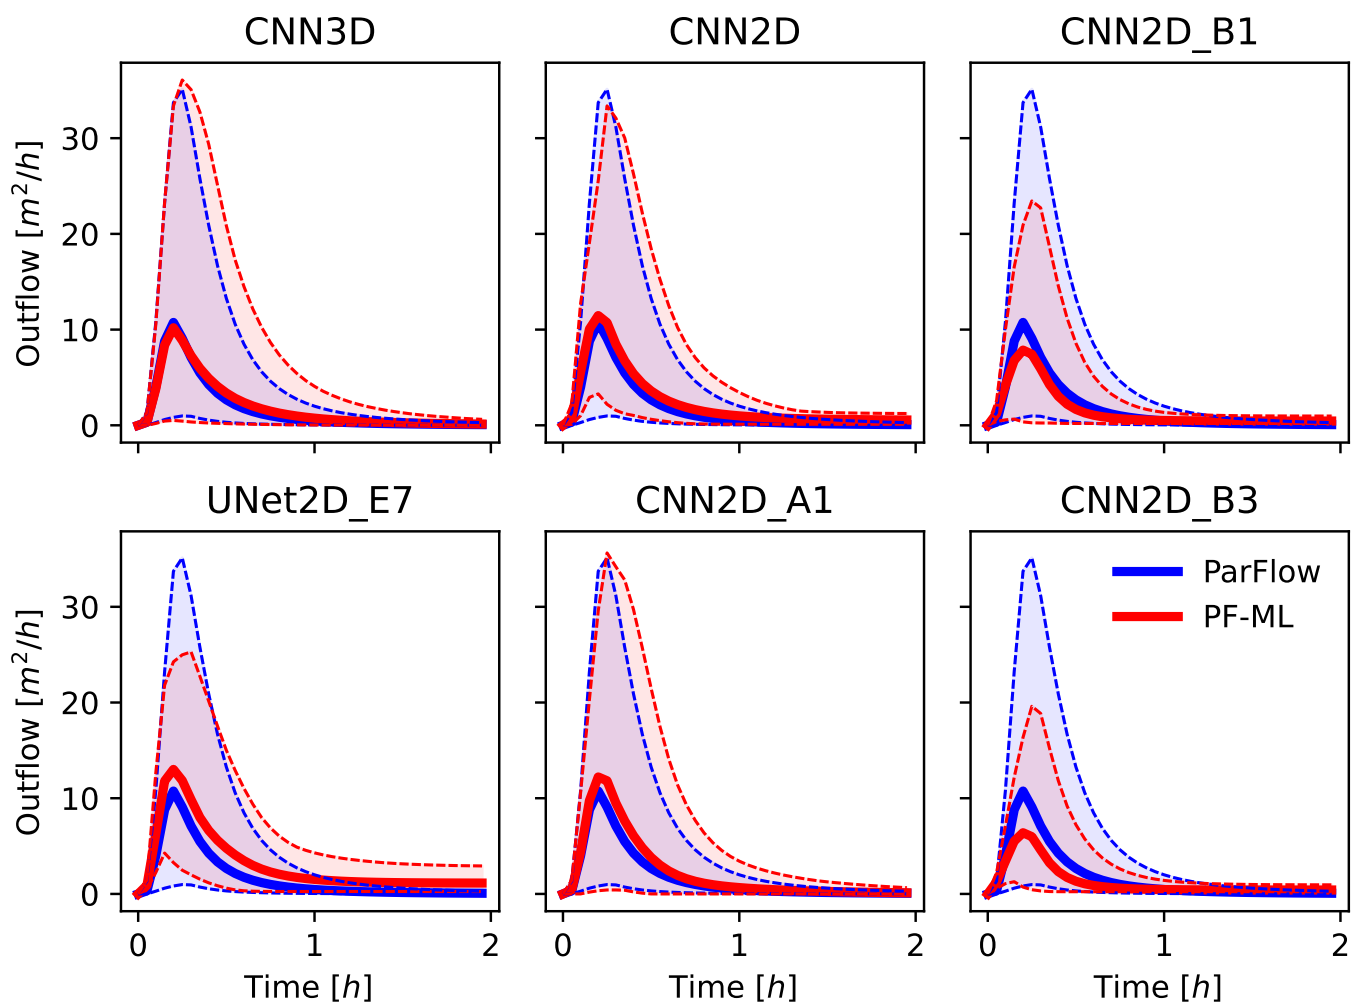 CNN3D
CNN2D
CNN2D_B1
Outflow [m²/h]
30
20
10
0
UNet2D_E7
CNN2D_A1
CNN2D_B3
Outflow [m²/h]
30
20
10
0
ParFlow
PF-ML
0 1 2
0 1 2
0 1 2
Time [h]
Time [h]
Time [h]